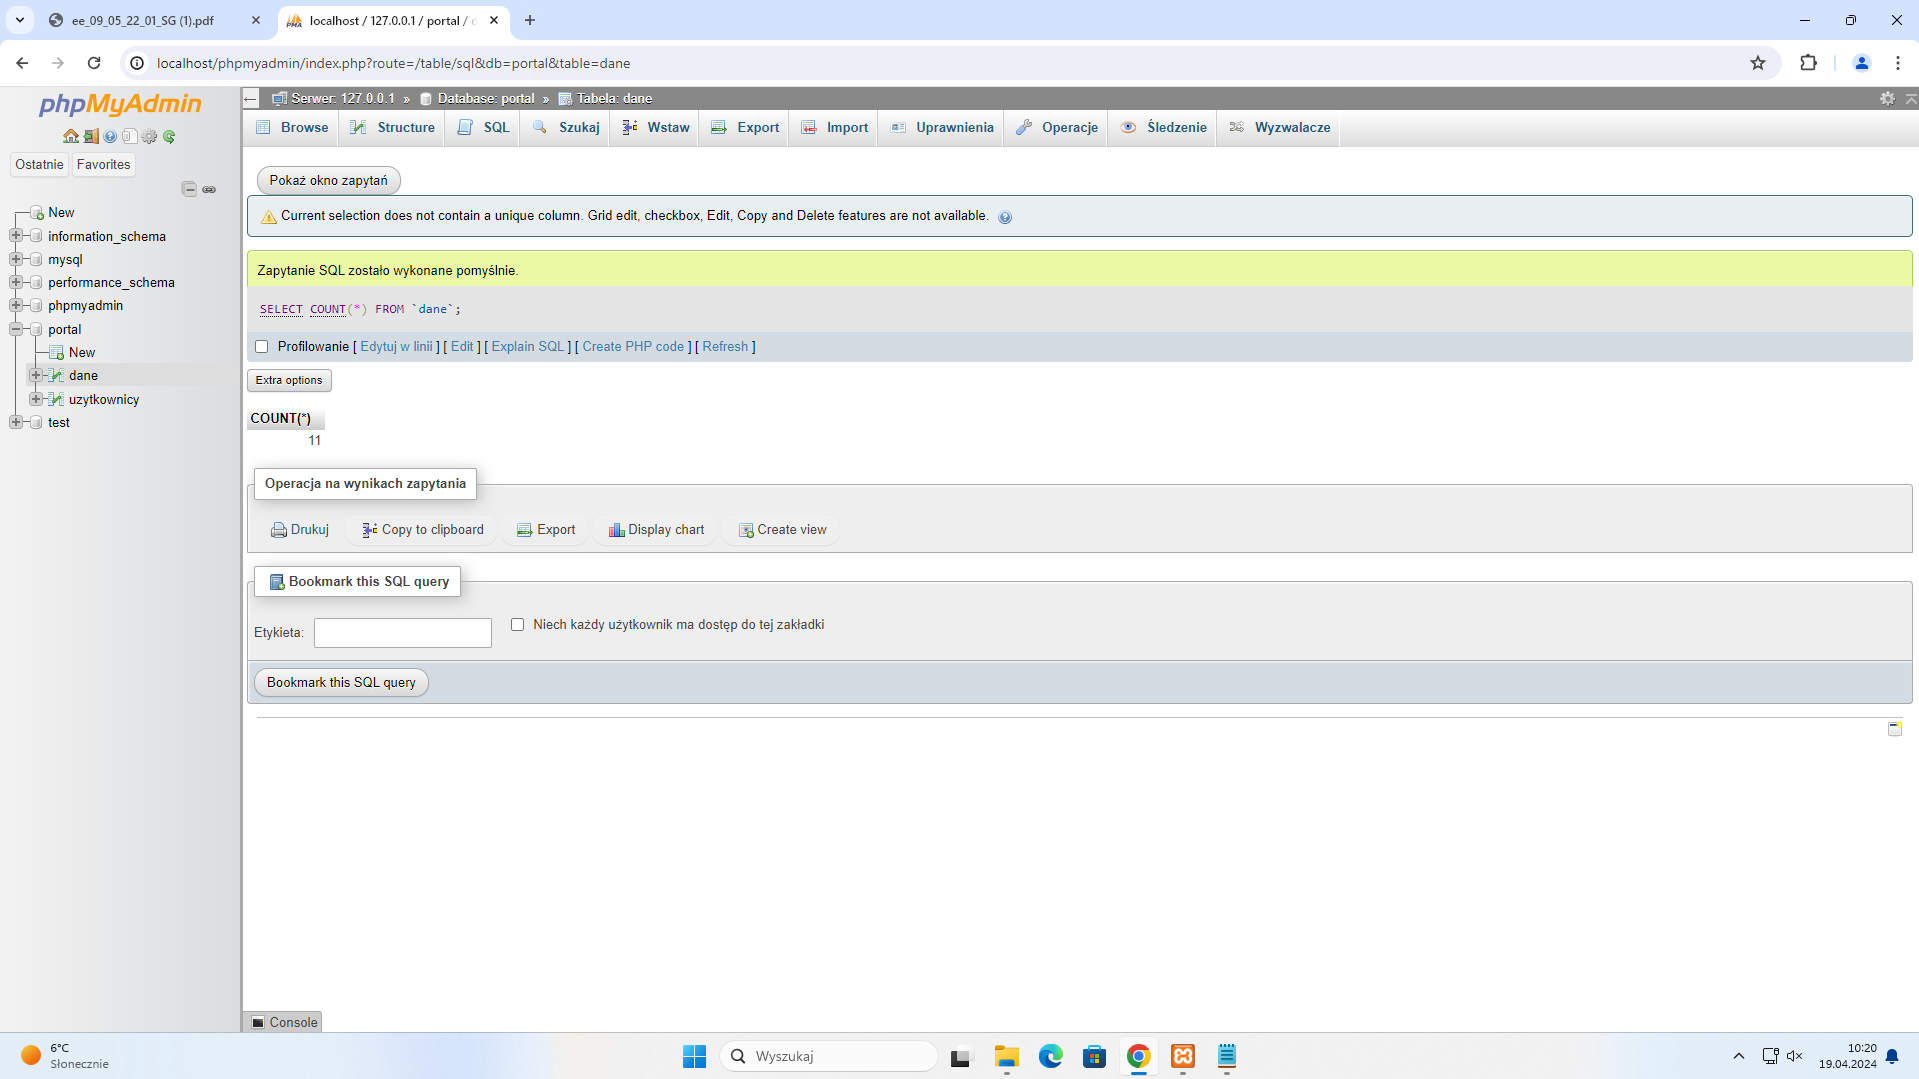 ee_09_05_22_01_SG (1).pdf
localhost / 127.0.0.1 / portal /
localhost/phpmyadmin/index.php?route=/table/sql&db=portal&table=dane
phpMyAdmin
Ostatnie Favorites
New
information_schema
mysql
performance_schema
phpmyadmin
portal
New
dane
uzytkownicy
test
Serwer: 127.0.0.1 » Database: portal » Tabela: dane
Browse Structure SQL Szukaj Wstaw Export Import Uprawnienia Operacje Śledzenie Wyzwalacze
Pokaż okno zapytań
Current selection does not contain a unique column. Grid edit, checkbox, Edit, Copy and Delete features are not available.
Zapytanie SQL zostało wykonane pomyślnie.
SELECT COUNT(*) FROM `dane`;
Profilowanie [ Edytuj w linii ] [ Edit ] [ Explain SQL ] [ Create PHP code ] [ Refresh ]
Extra options
COUNT(*)
11
Operacja na wynikach zapytania
Drukuj Copy to clipboard Export Display chart Create view
Bookmark this SQL query
Etykieta: Niech każdy użytkownik ma dostęp do tej zakładki
Bookmark this SQL query
Console
6°C
Słonecznie
Wyszukaj
10:20
19.04.2024